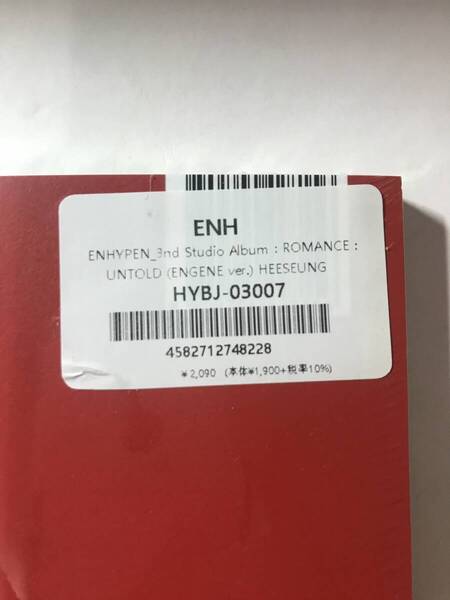 ENH
ENHYPEN_3nd Studio Album : ROMANCE :
UNTOLD (ENGENE ver.) HEESEUNG
HYBJ-03007
4582712748228
¥2,090 (本体¥1,900+税率10%)